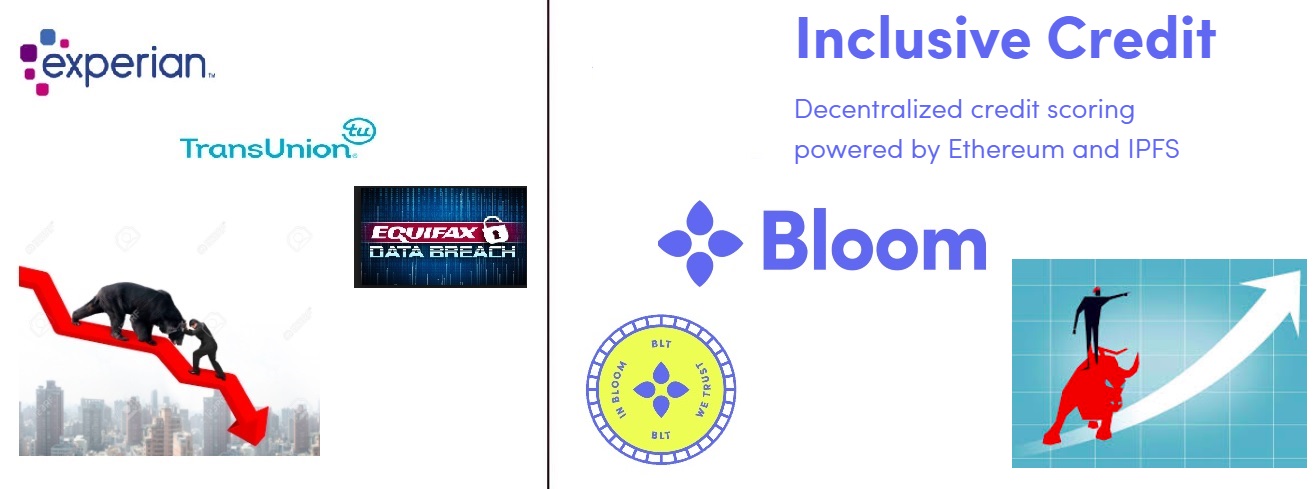 experian™
TransUnion
tu
EQUIFAX
DATA BREACH
Inclusive Credit
Decentralized credit scoring
powered by Ethereum and IPFS
Bloom
BLT
IN BLOOM
WE TRUST
BLT